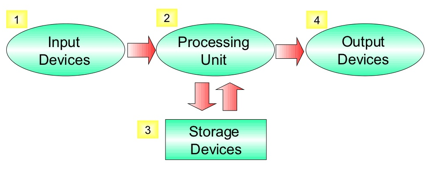 1
Input
Devices
2
Processing
Unit
4
Output
Devices
3
Storage
Devices